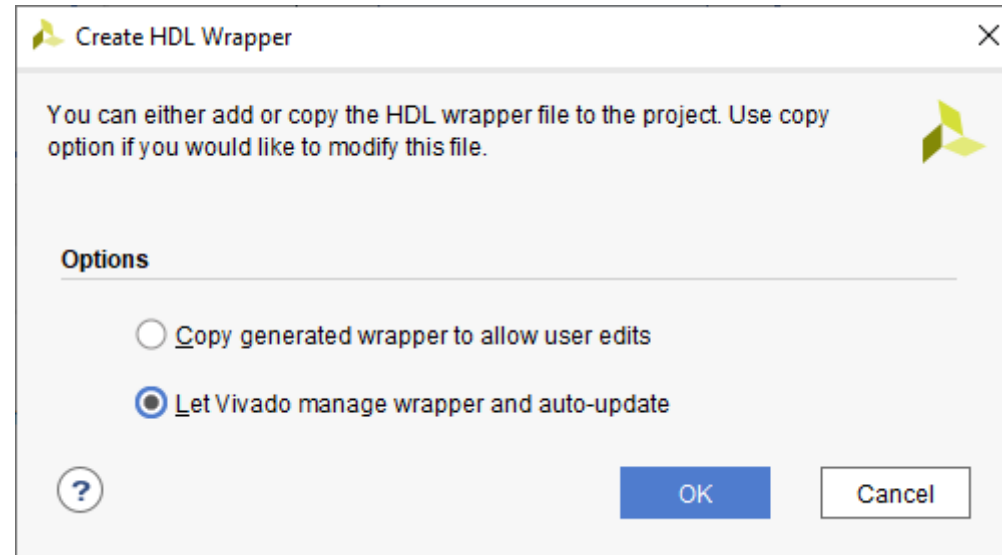 Create HDL Wrapper
You can either add or copy the HDL wrapper file to the project. Use copy
option if you would like to modify this file.
Options
Copy generated wrapper to allow user edits
Let Vivado manage wrapper and auto-update
?
OK
Cancel